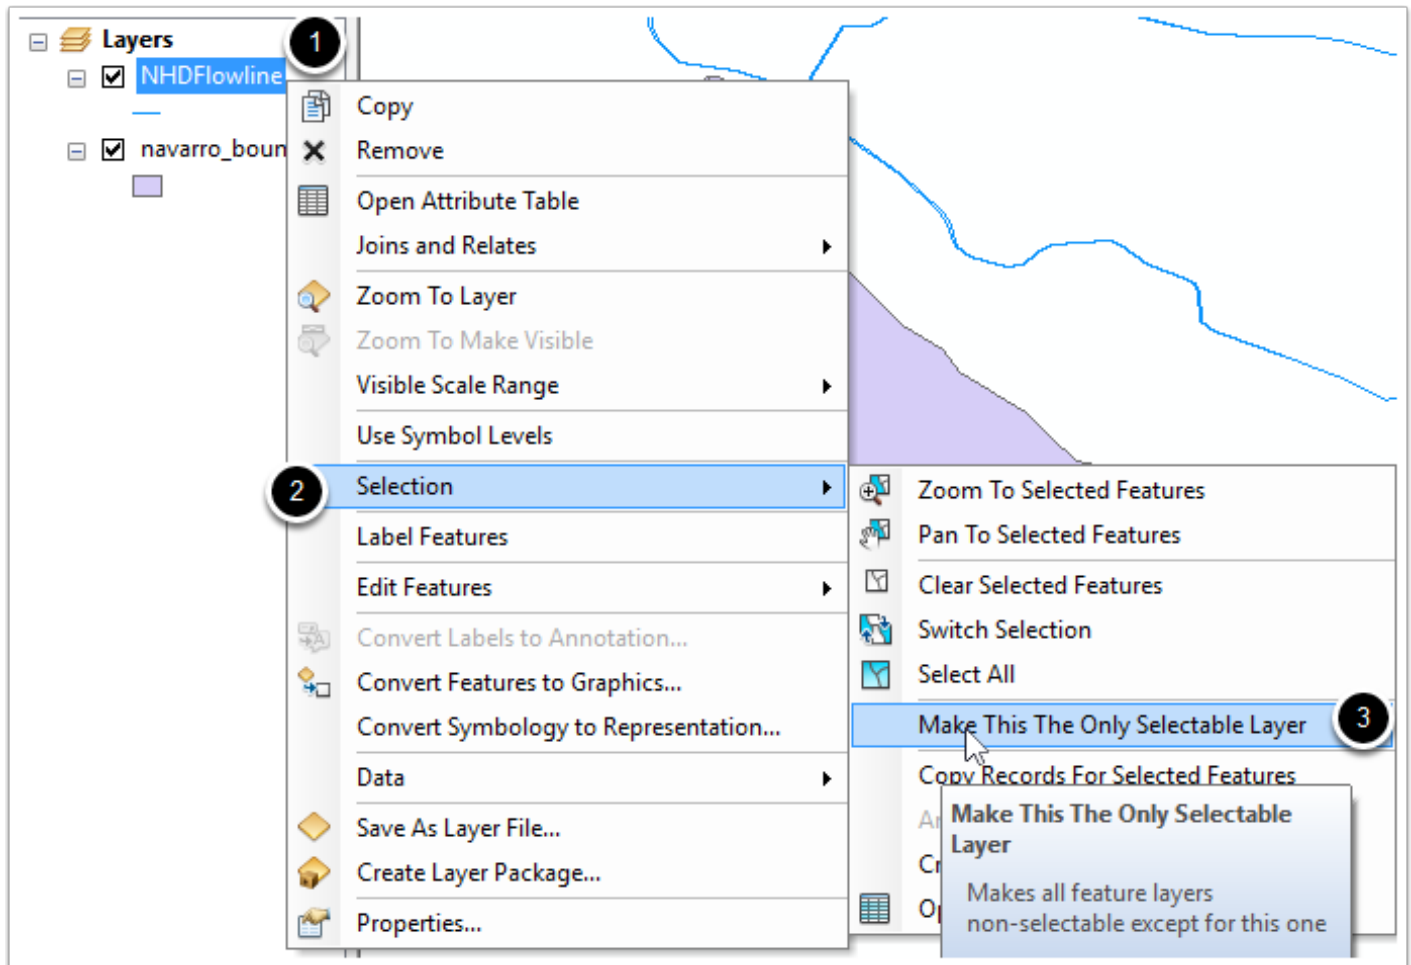 Layers
1
NHDFlowline
navarro_boun
Copy
Remove
Open Attribute Table
Joins and Relates
Zoom To Layer
Zoom To Make Visible
Visible Scale Range
Use Symbol Levels
2
Selection
Label Features
Edit Features
Convert Labels to Annotation...
Convert Features to Graphics...
Convert Symbology to Representation...
Data
Save As Layer File...
Create Layer Package...
Properties...
Zoom To Selected Features
Pan To Selected Features
Clear Selected Features
Switch Selection
Select All
Make This The Only Selectable Layer
3
Copy Records For Selected Features
Make This The Only Selectable
Layer
Makes all feature layers
non-selectable except for this one